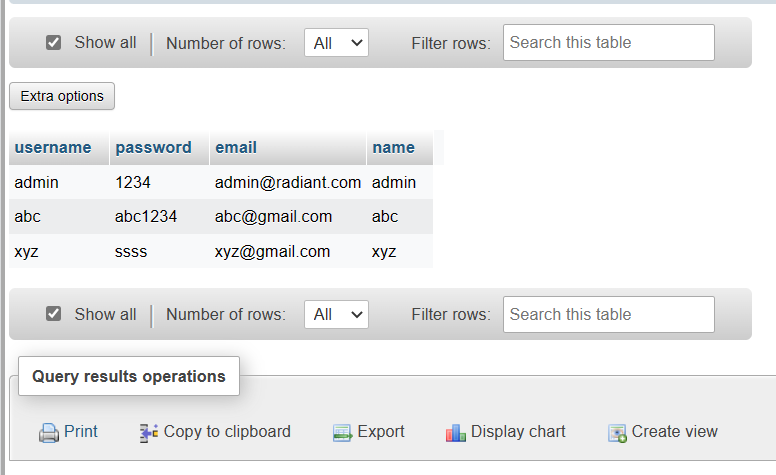 Show all Number of rows: All Filter rows: Search this table
Extra options
username password email name
admin 1234 admin@radiant.com admin
abc abc1234 abc@gmail.com abc
xyz ssss xyz@gmail.com xyz
Show all Number of rows: All Filter rows: Search this table
Query results operations
Print Copy to clipboard Export Display chart Create view